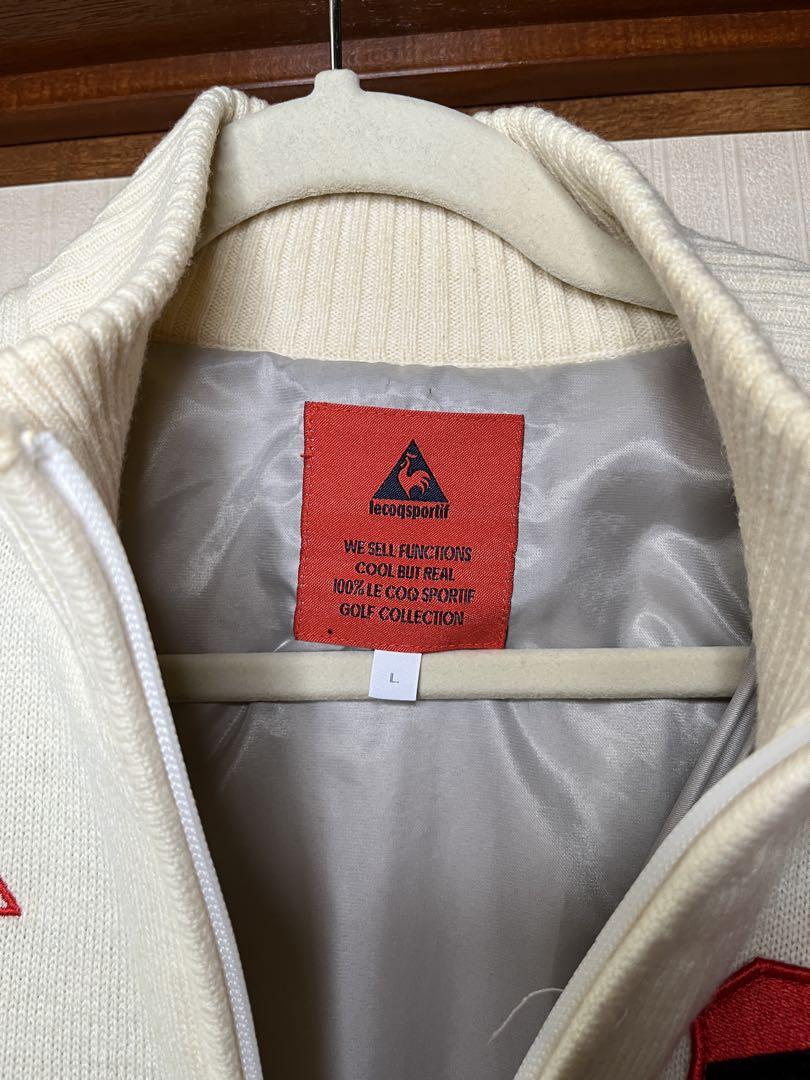 lecoqsportif
WE SELL FUNCTIONS
COOL BUT REAL
100% LE COQ SPORTIF
GOLF COLLECTION
L